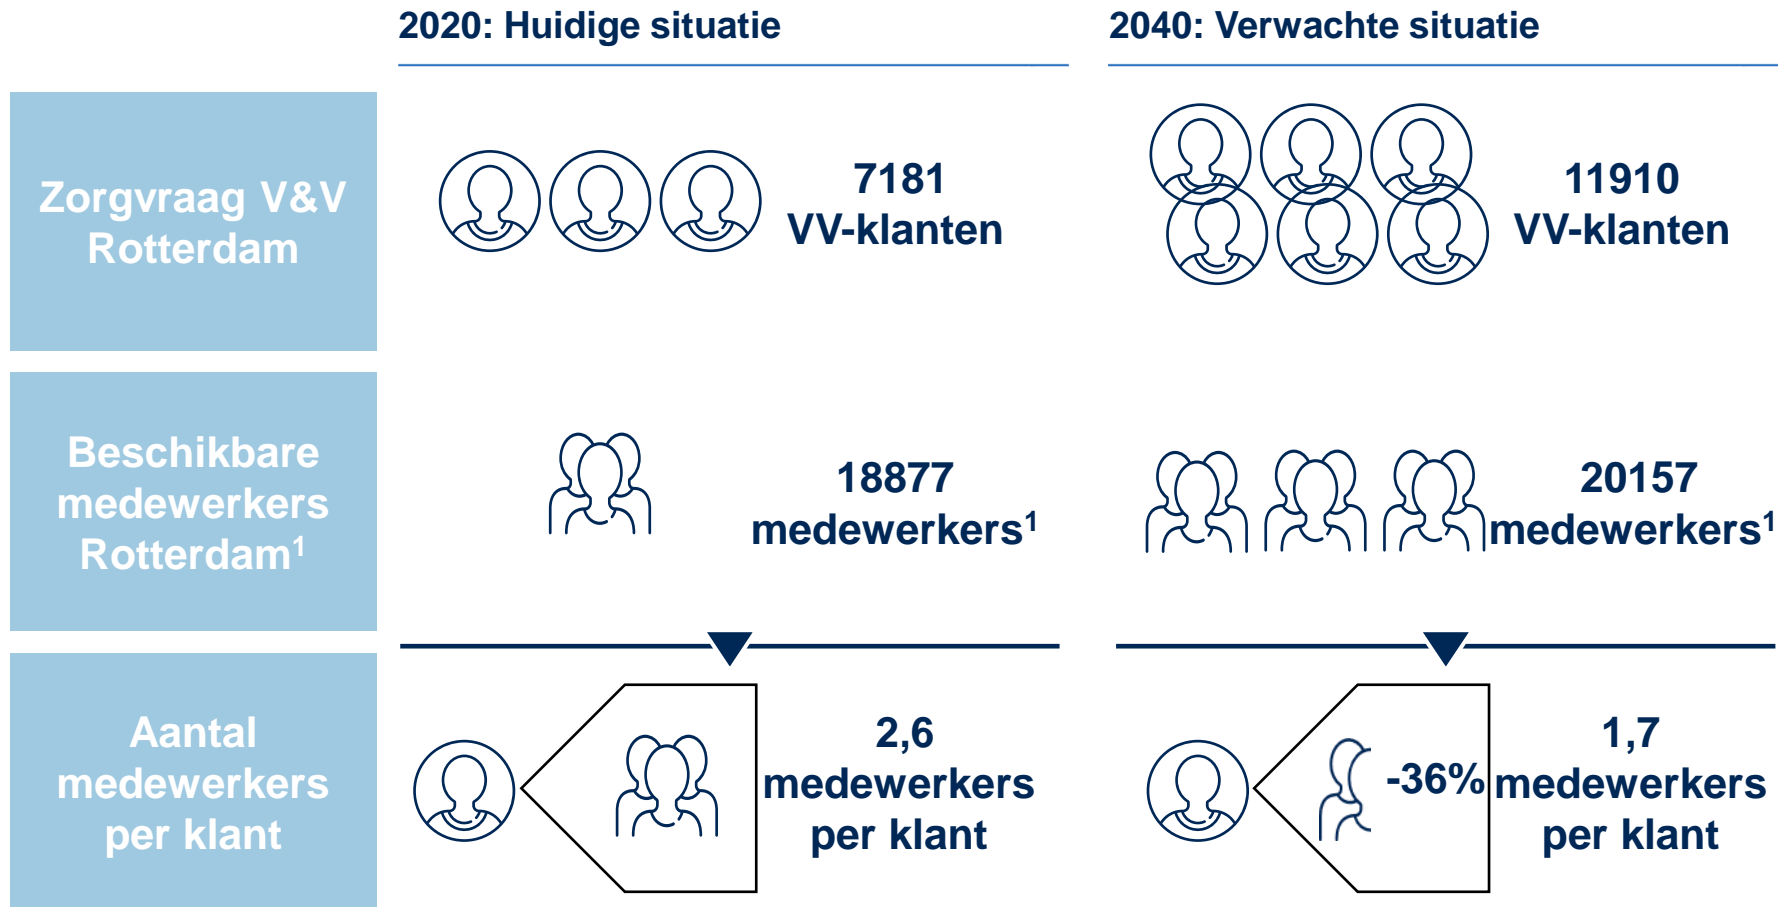 2020: Huidige situatie
2040: Verwachte situatie
Zorgvraag V&V
Rotterdam
7181
VV-klanten
11910
VV-klanten
Beschikbare
medewerkers
Rotterdam¹
18877
medewerkers¹
20157
medewerkers¹
Aantal
medewerkers
per klant
2,6
medewerkers
per klant
-36%
1,7
medewerkers
per klant